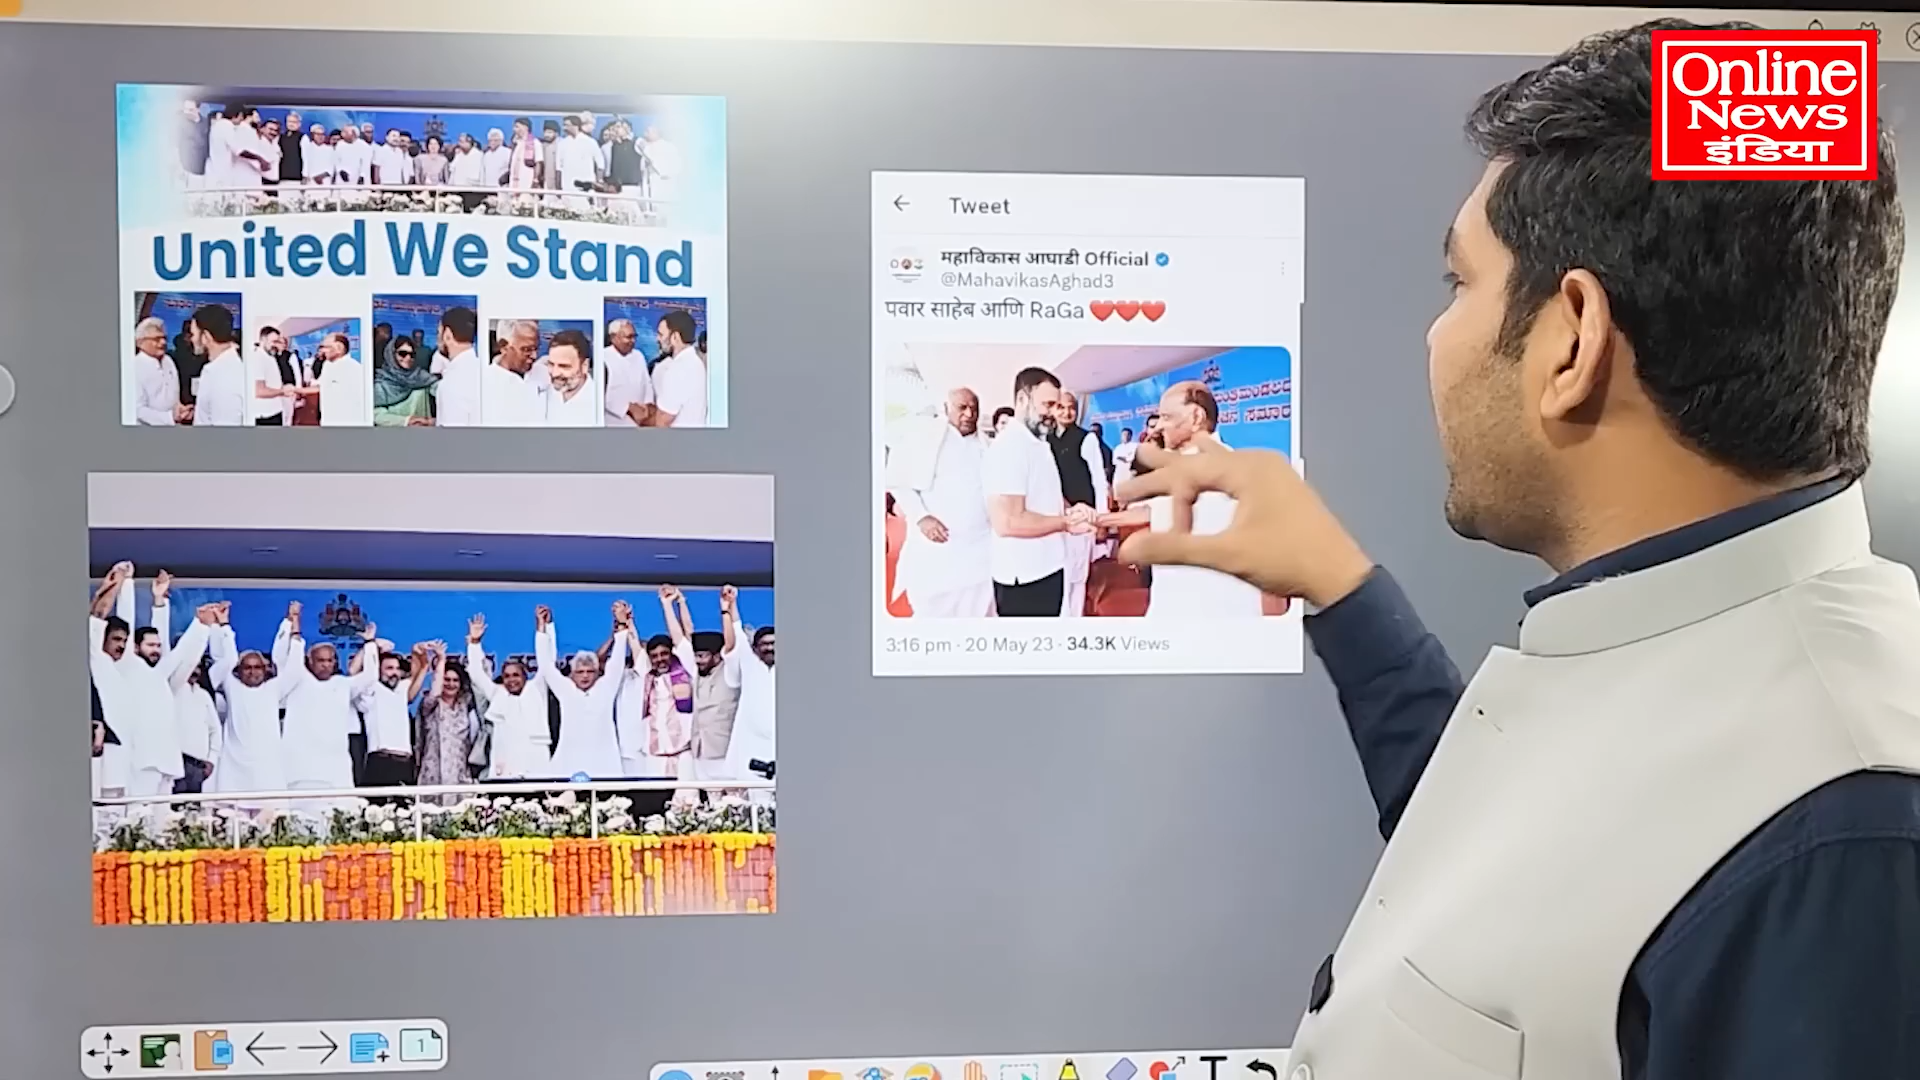 Online
News
इंडिया
United We Stand
Tweet
महाविकास आघाडी Official
@MahavikasAghad3
पवार साहेब आणि RaGa
3:16 pm · 20 May 23 · 34.3K Views
1
T